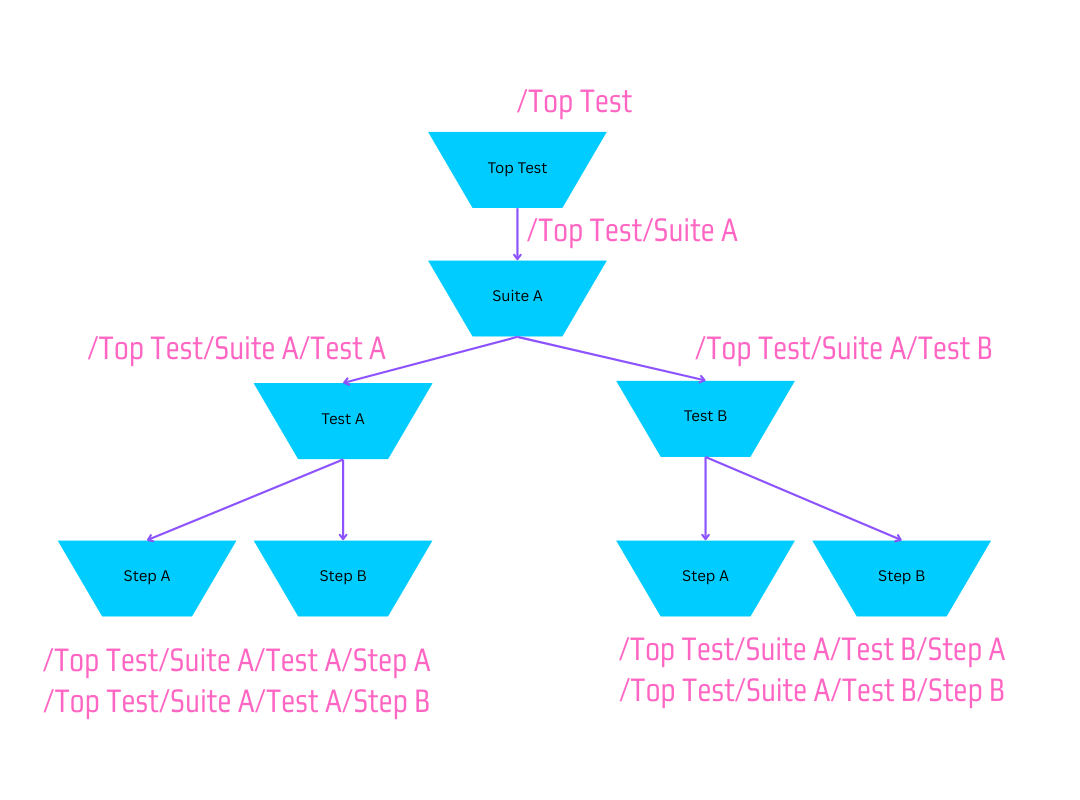 /Top Test
Top Test
/Top Test/Suite A
Suite A
/Top Test/Suite A/Test A
/Top Test/Suite A/Test B
Test A
Test B
Step A
Step B
Step A
Step B
/Top Test/Suite A/Test A/Step A
/Top Test/Suite A/Test A/Step B
/Top Test/Suite A/Test B/Step A
/Top Test/Suite A/Test B/Step B